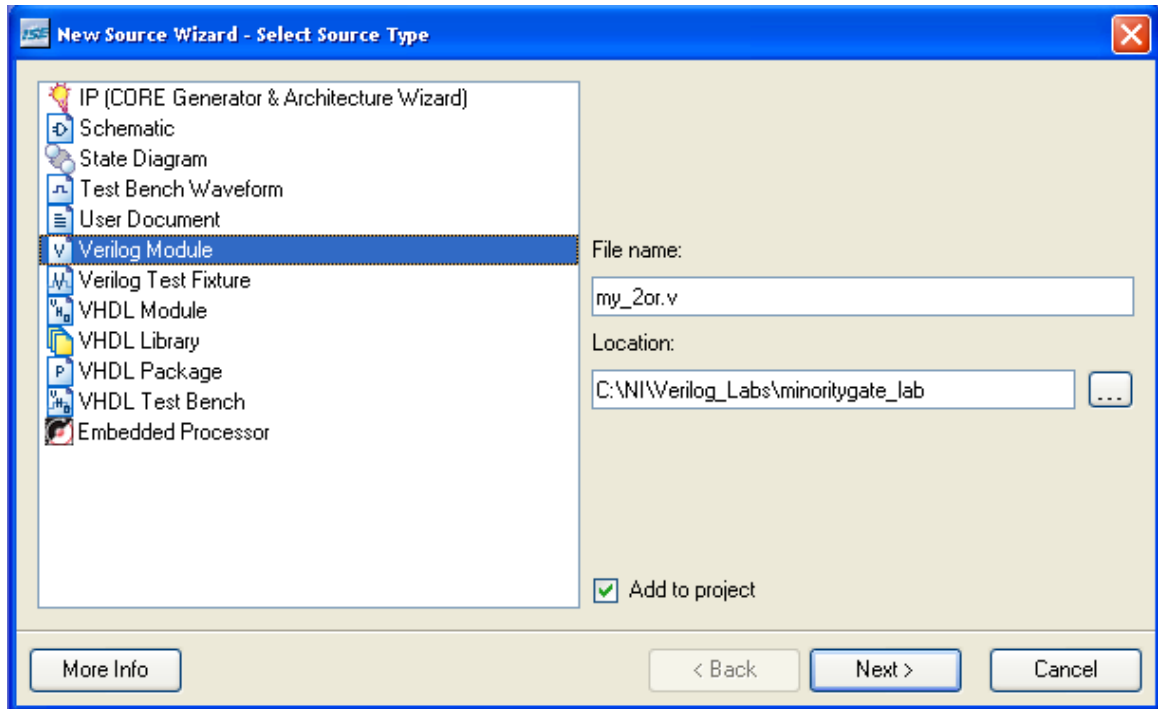 ISE New Source Wizard - Select Source Type
IP (CORE Generator & Architecture Wizard)
Schematic
State Diagram
Test Bench Waveform
User Document
V Verilog Module
Verilog Test Fixture
VHDL Module
VHDL Library
P VHDL Package
VHDL Test Bench
Embedded Processor
File name:
my_2or.v
Location:
C:\NI\Verilog_Labs\minoritygate_lab
...
Add to project
More Info
< Back
Next >
Cancel